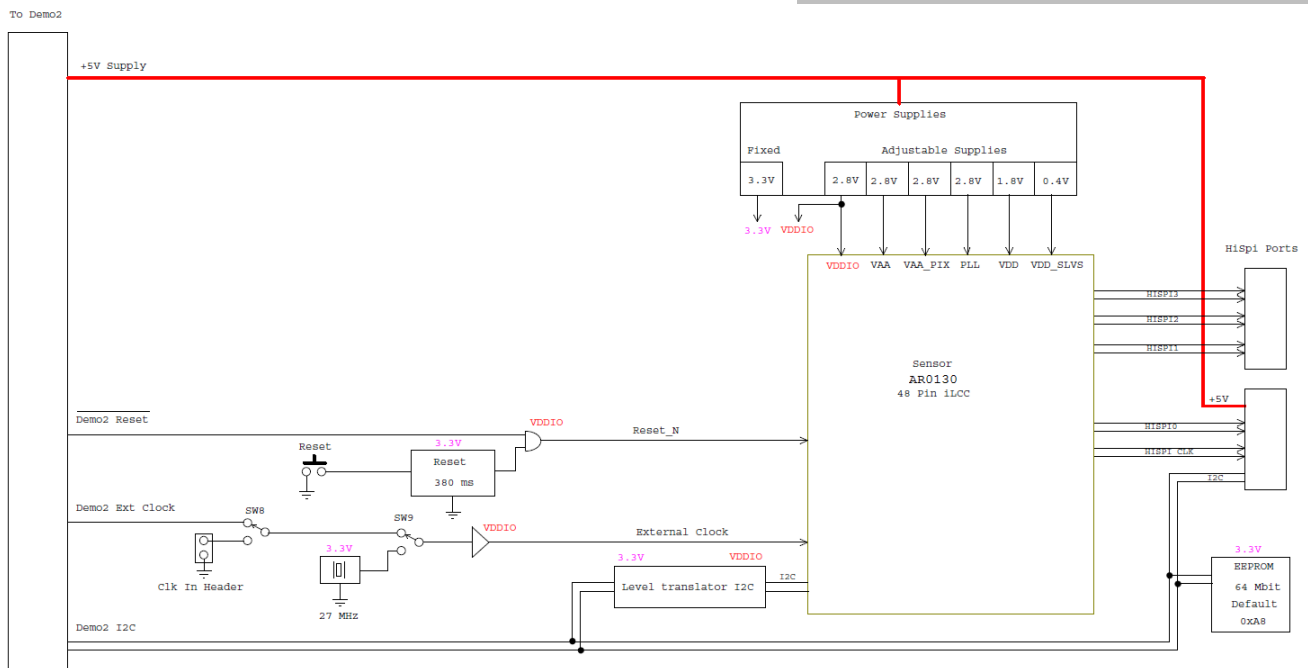 To Demo2
+5V Supply
Power Supplies
Fixed
Adjustable Supplies
3.3V
2.8V
2.8V
2.8V
2.8V
1.8V
0.4V
3.3V
VDDIO
VDDIO
VAA
VAA_PIX
PLL
VDD
VDD_SLVS
HiSpi Ports
HISPI3
HISPI2
HISPI1
Sensor
AR0130
48 Pin iLCC
+5V
HISPI0
HISPI CLK
I2C
Demo2 Reset
VDDIO
Reset_N
Reset
3.3V
Reset
380 ms
Demo2 Ext Clock
SW8
SW9
VDDIO
External Clock
Clk In Header
3.3V
27 MHz
3.3V
VDDIO
Level translator I2C
I2C
3.3V
EEPROM
64 Mbit
Default
0xA8
Demo2 I2C